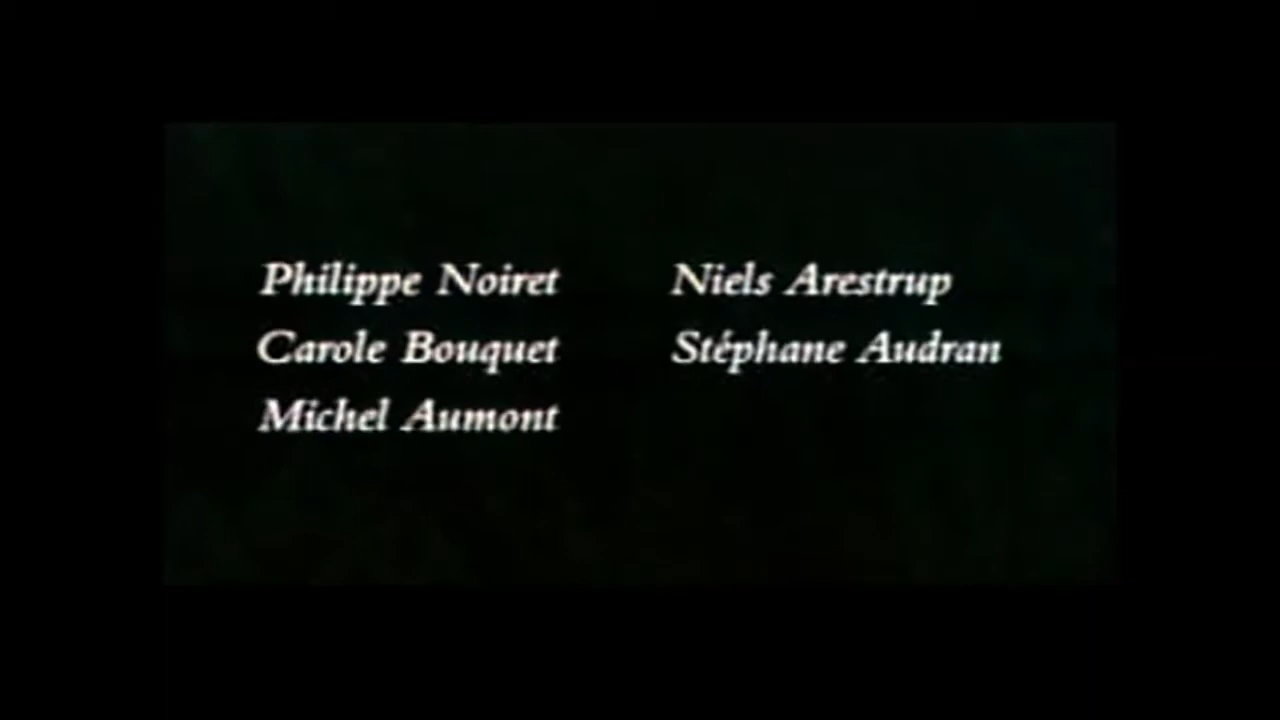 Philippe Noiret
Carole Bouquet
Michel Aumont
Niels Arestrup
Stéphane Audran